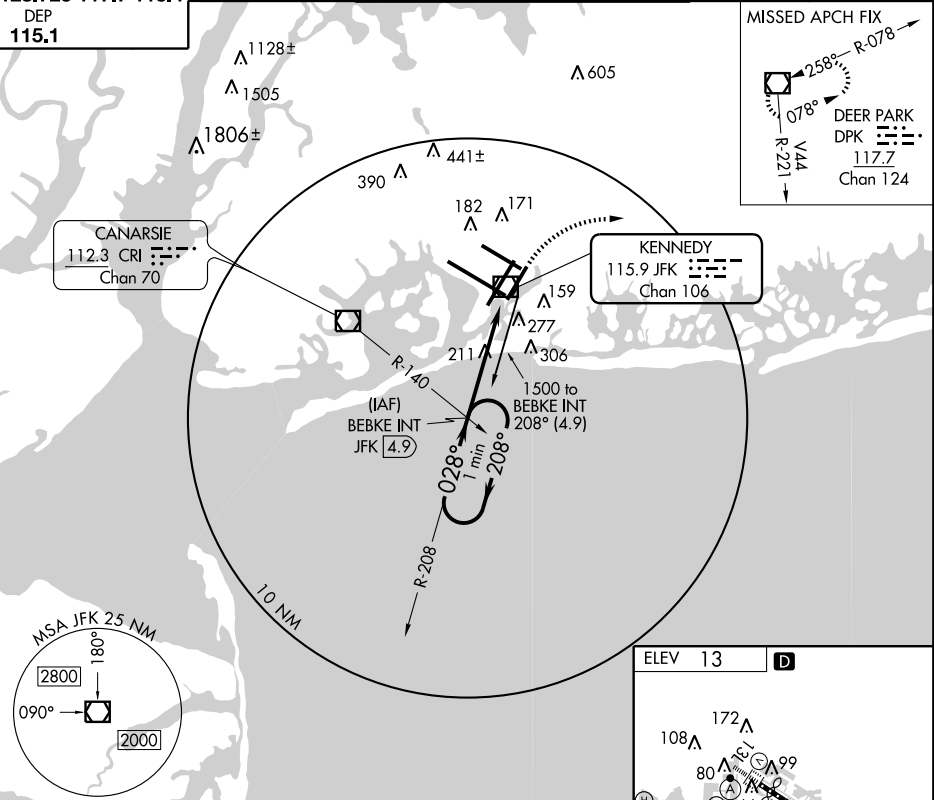 DEP
115.1
1128±
1505
1806±
605
441±
390
182
171
MISSED APCH FIX
R-078
258°
078°
DEER PARK
DPK
117.7
Chan 124
V44
R-221
CANARSIE
112.3 CRI
Chan 70
KENNEDY
115.9 JFK
Chan 106
159
277
211
306
R-140
1500 to
BEBKE INT
208° (4.9)
(IAF)
BEBKE INT
JFK 4.9
028°
1 min
208°
R-208
10 NM
MSA JFK 25 NM
180°
2800
090°
2000
ELEV 13 D
172
108
13L
V
99
80
A